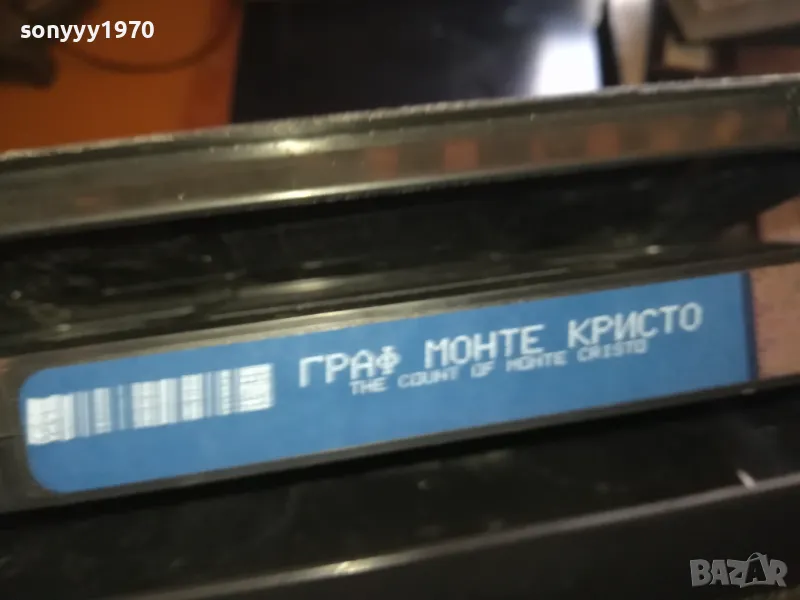 sonyyy1970
ГРАФ МОНТЕ КРИСТО
THE COUNT OF MONTE CRISTO
BAZAR